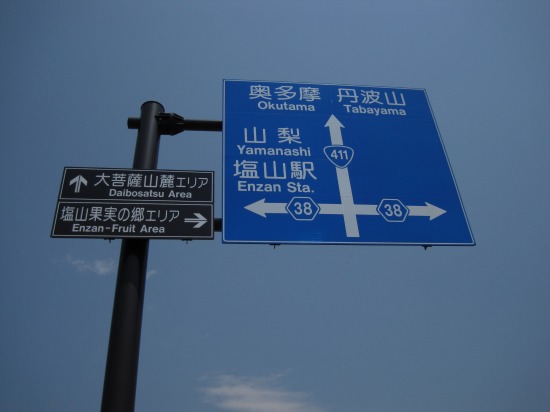 奥多摩 丹波山
Okutama Tabayama
山梨
Yamanashi
塩山駅
Enzan Sta.
411
38 38
大菩薩山麓エリア
Daibosatsu Area
塩山果実の郷エリア
Enzan-Fruit Area